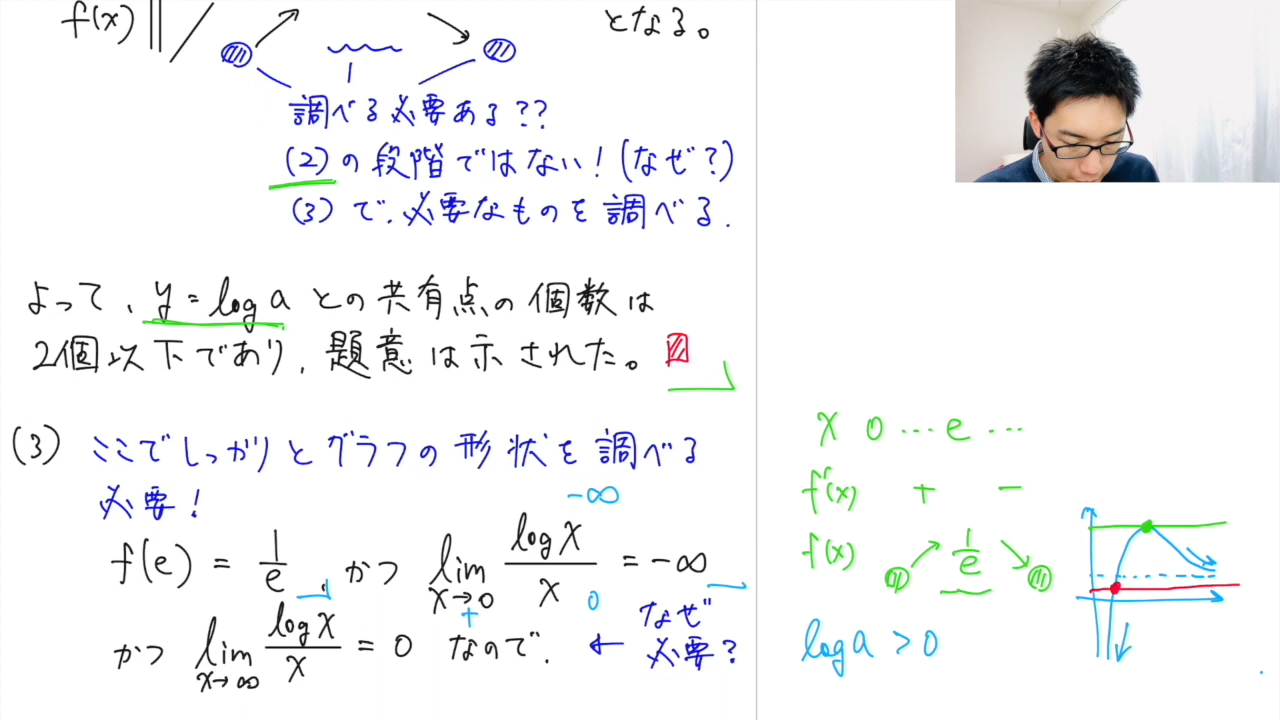 f(x)
となる。
調べる必要ある??
(2)の段階ではない!(なぜ?)
(3)で、必要なものを調べる.
よって、y = log a との共有点の個数は
2個以下であり、題意は示された。
(3) ここでしっかりとグラフの形状を調べる
必要!
-∞
f(e) = 1/e かつ lim x→0 log x / x = -∞
+ 0
かつ lim x→∞ log x / x = 0 なので、 ← なぜ必要?
x 0 … e …
f'(x) + -
f(x) 1/e
log a > 0